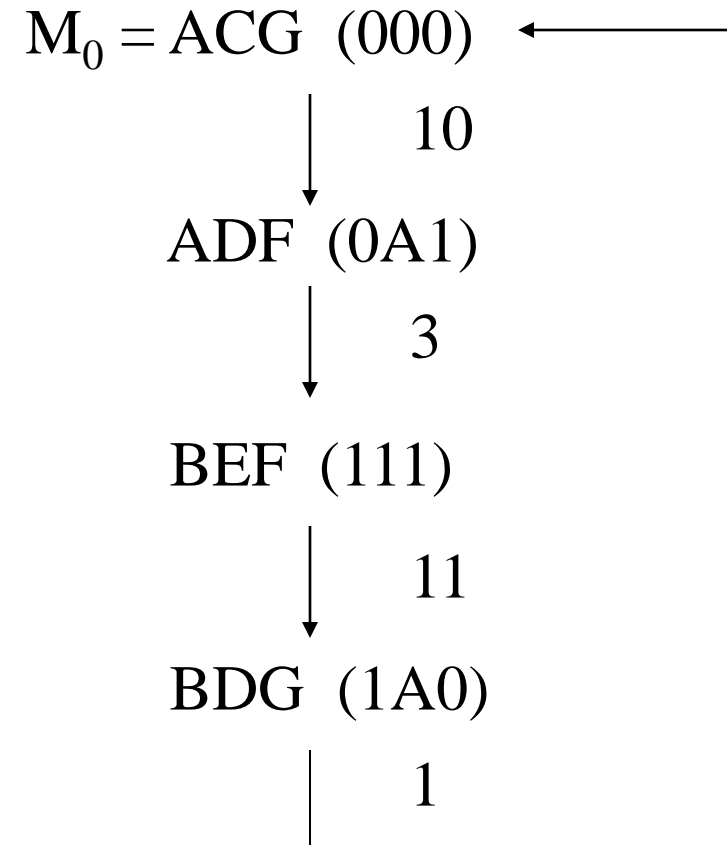 M₀ = ACG (000)
10
ADF (0A1)
3
BEF (111)
11
BDG (1A0)
1